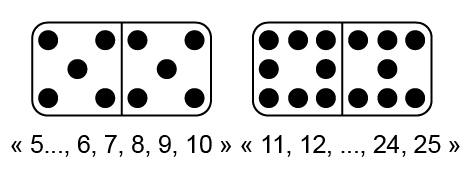 « 5..., 6, 7, 8, 9, 10 » « 11, 12, ..., 24, 25 »